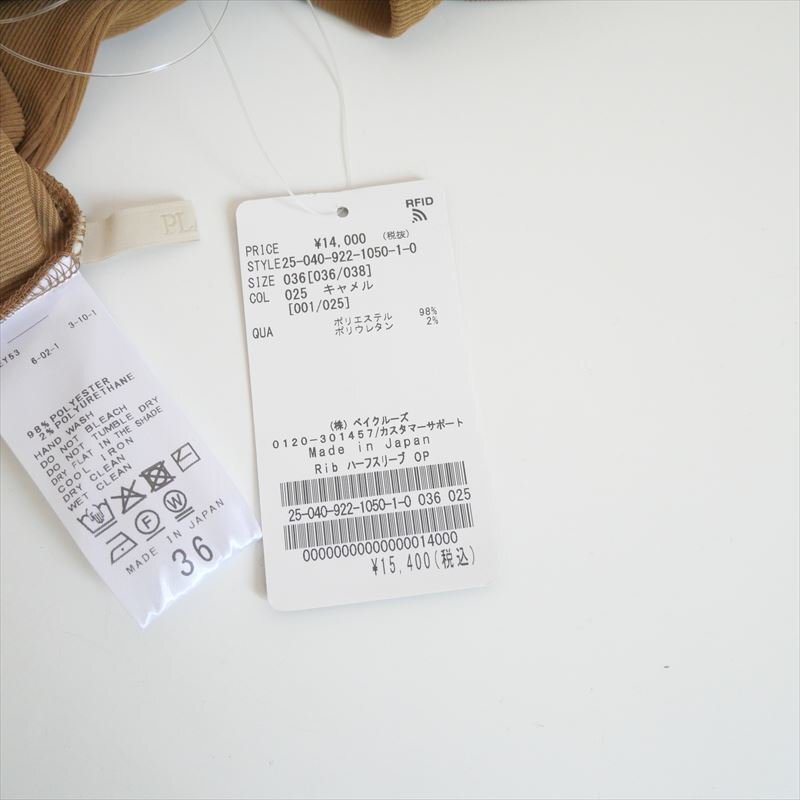 PL
RFID
PRICE ¥14,000 (税抜)
STYLE25-040-922-1050-1-0
SIZE 036[036/038]
COL 025 キャメル
[001/025]
QUA ポリエステル 98%
ポリウレタン 2%
(株) ベイクルーズ
0120-301457/カスタマーサポート
Made in Japan
Rib ハーフスリーブ OP
25-040-922-1050-1-0 036 025
00000000000000014000
¥15,400(税込)
EY53 6-02-1 3-10-1
98% POLYESTER
2% POLYURETHANE
HAND WASH
DO NOT BLEACH
DO NOT TUMBLE DRY
DRY FLAT IN THE SHADE
COOL IRON
DRY CLEAN
WET CLEAN
F W
MADE IN JAPAN
36